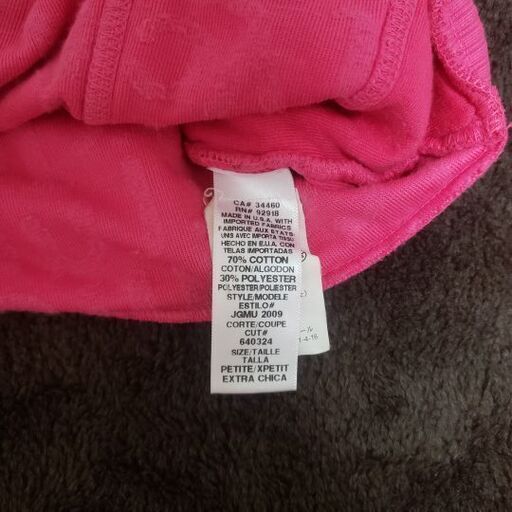 CA# 34460
RN# 92918
MADE IN U.S.A. WITH
IMPORTED FABRICS
FABRIQUE AUX ETATS
UNIS AVEC IMPORTA TISSU
HECHO EN E.U.A. CON
TELAS IMPORTADAS
70% COTTON
COTON/ALGODON
30% POLYESTER
POLYESTER/POLIESTER
STYLE/MODELE
ESTILO#
JGMU 2009
CORTE/COUPE
CUT#
640324
SIZE/TAILLE
TALLA
PETITE/XPETIT
EXTRA CHICA